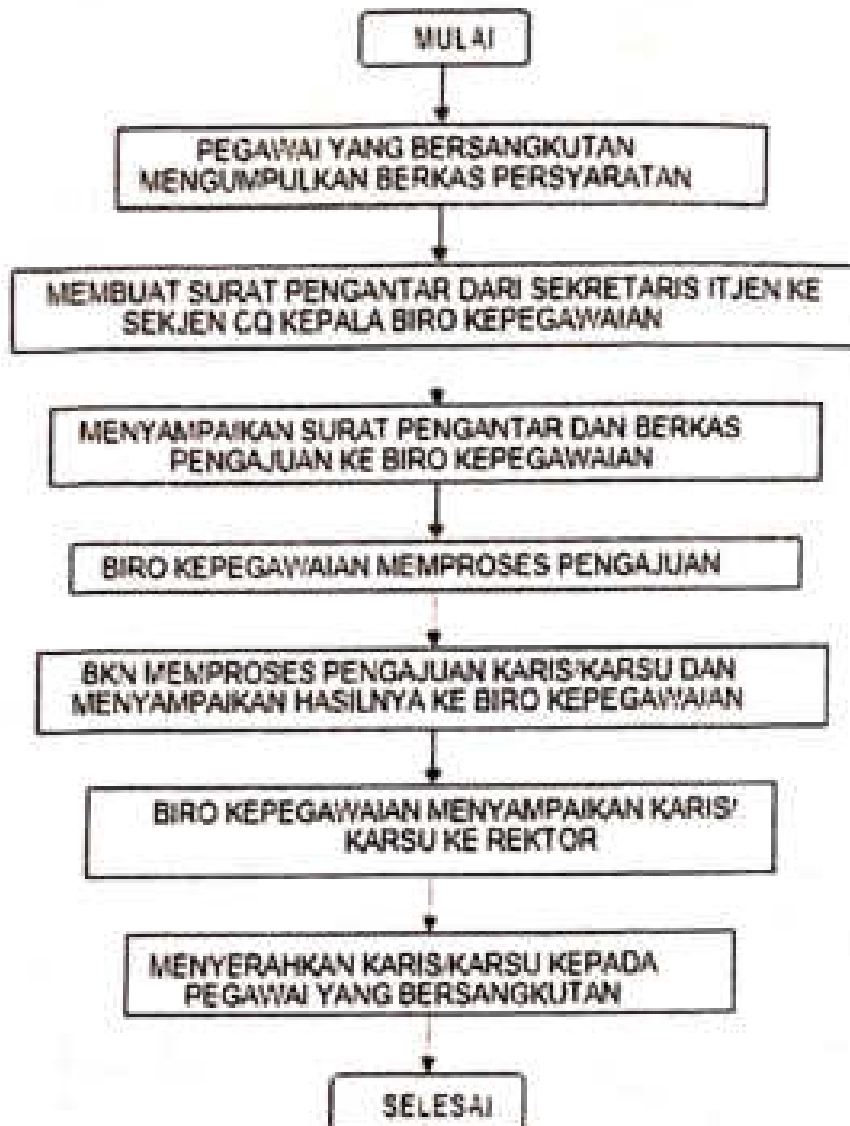 MULAI
PEGAWAI YANG BERSANGKUTAN
MENGUMPULKAN BERKAS PERSYARATAN
MEMBUAT SURAT PENGANTAR DARI SEKRETARIS ITJEN KE
SEKJEN CQ KEPALA BIRO KEPEGAWAIAN
MENYAMPAIKAN SURAT PENGANTAR DAN BERKAS
PENGAJUAN KE BIRO KEPEGAWAIAN
BIRO KEPEGAWAIAN MEMPROSES PENGAJUAN
BKN MEMPROSES PENGAJUAN KARIS/KARSU DAN
MENYAMPAIKAN HASILNYA KE BIRO KEPEGAWAIAN
BIRO KEPEGAWAIAN MENYAMPAIKAN KARIS/
KARSU KE REKTOR
MENYERAHKAN KARIS/KARSU KEPADA
PEGAWAI YANG BERSANGKUTAN
SELESAI